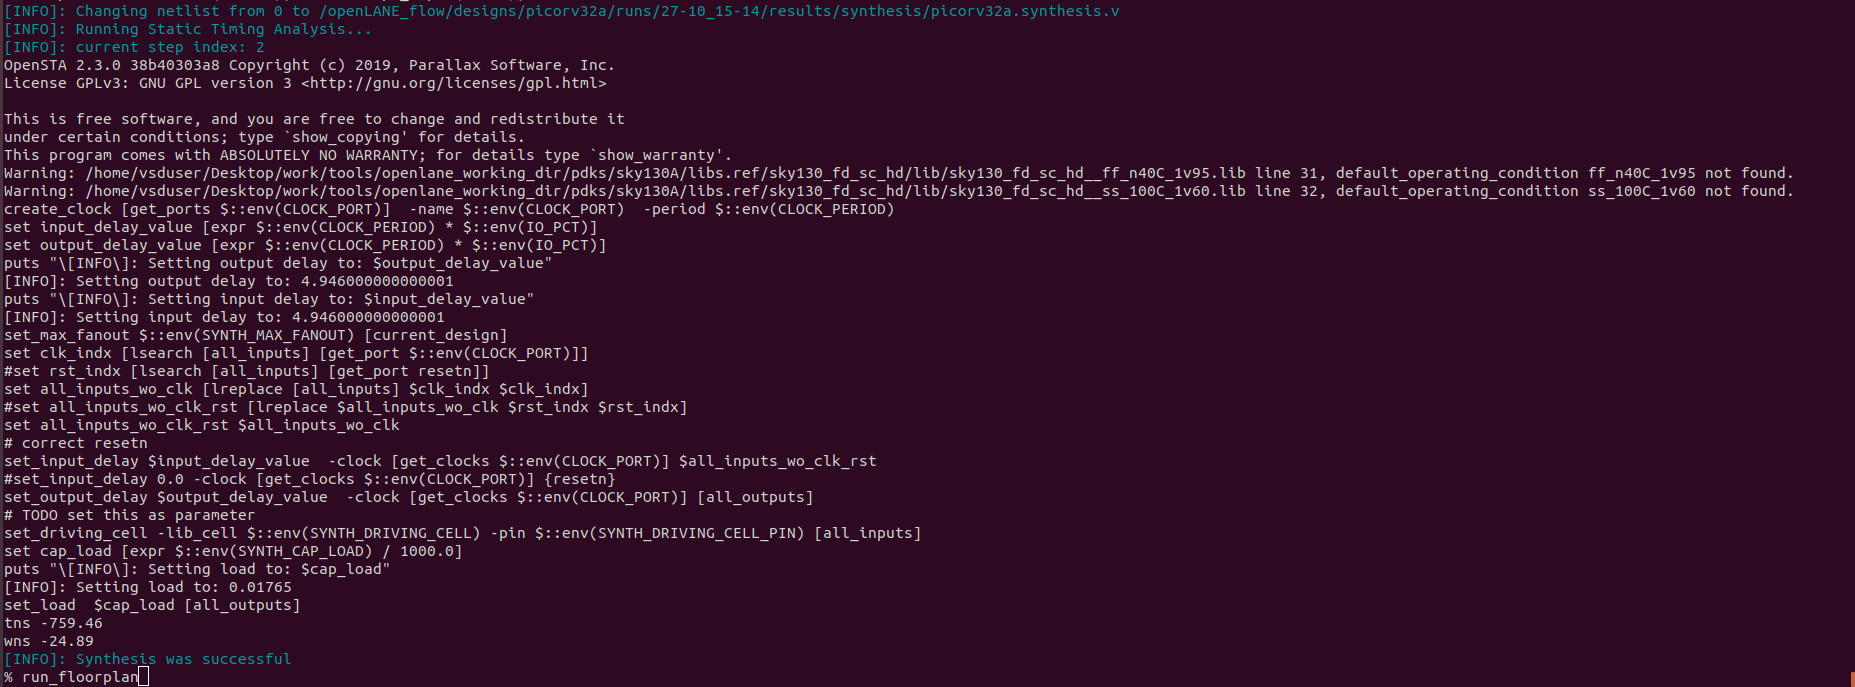 [INFO]: Changing netlist from 0 to /openLANE_flow/designs/picorv32a/runs/27-10_15-14/results/synthesis/picorv32a.synthesis.v
[INFO]: Running Static Timing Analysis...
[INFO]: current step index: 2
OpenSTA 2.3.0 38b40303a8 Copyright (c) 2019, Parallax Software, Inc.
License GPLv3: GNU GPL version 3 <http://gnu.org/licenses/gpl.html>

This is free software, and you are free to change and redistribute it
under certain conditions; type `show_copying' for details.
This program comes with ABSOLUTELY NO WARRANTY; for details type `show_warranty'.
Warning: /home/vsduser/Desktop/work/tools/openlane_working_dir/pdks/sky130A/libs.ref/sky130_fd_sc_hd/lib/sky130_fd_sc_hd__ff_n40C_1v95.lib line 31, default_operating_condition ff_n40C_1v95 not found.
Warning: /home/vsduser/Desktop/work/tools/openlane_working_dir/pdks/sky130A/libs.ref/sky130_fd_sc_hd/lib/sky130_fd_sc_hd__ss_100C_1v60.lib line 32, default_operating_condition ss_100C_1v60 not found.
create_clock [get_ports $::env(CLOCK_PORT)]  -name $::env(CLOCK_PORT)  -period $::env(CLOCK_PERIOD)
set input_delay_value [expr $::env(CLOCK_PERIOD) * $::env(IO_PCT)]
set output_delay_value [expr $::env(CLOCK_PERIOD) * $::env(IO_PCT)]
puts "\[INFO\]: Setting output delay to: $output_delay_value"
[INFO]: Setting output delay to: 4.946000000000001
puts "\[INFO\]: Setting input delay to: $input_delay_value"
[INFO]: Setting input delay to: 4.946000000000001
set_max_fanout $::env(SYNTH_MAX_FANOUT) [current_design]
set clk_indx [lsearch [all_inputs] [get_port $::env(CLOCK_PORT)]]
#set rst_indx [lsearch [all_inputs] [get_port resetn]]
set all_inputs_wo_clk [lreplace [all_inputs] $clk_indx $clk_indx]
#set all_inputs_wo_clk_rst [lreplace $all_inputs_wo_clk $rst_indx $rst_indx]
set all_inputs_wo_clk_rst $all_inputs_wo_clk
# correct resetn
set_input_delay $input_delay_value  -clock [get_clocks $::env(CLOCK_PORT)] $all_inputs_wo_clk_rst
#set_input_delay 0.0 -clock [get_clocks $::env(CLOCK_PORT)] {resetn}
set_output_delay $output_delay_value  -clock [get_clocks $::env(CLOCK_PORT)] [all_outputs]
# TODO set this as parameter
set_driving_cell -lib_cell $::env(SYNTH_DRIVING_CELL) -pin $::env(SYNTH_DRIVING_CELL_PIN) [all_inputs]
set cap_load [expr $::env(SYNTH_CAP_LOAD) / 1000.0]
puts "\[INFO\]: Setting load to: $cap_load"
[INFO]: Setting load to: 0.01765
set_load  $cap_load [all_outputs]
tns -759.46
wns -24.89
[INFO]: Synthesis was successful
% run_floorplan